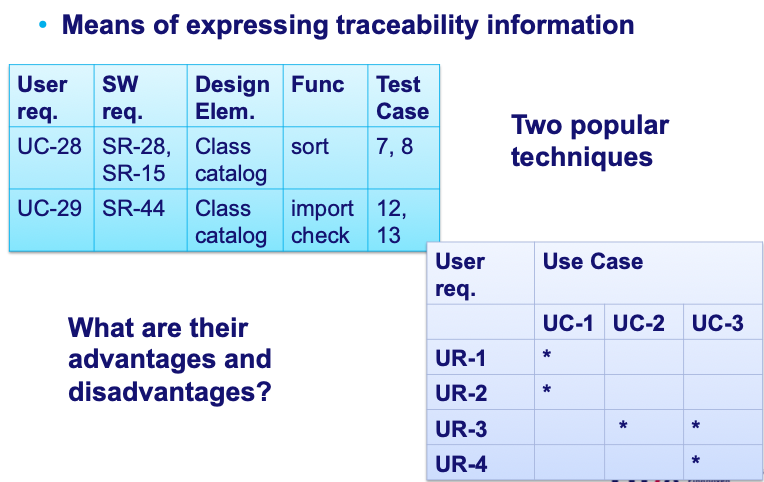 • Means of expressing traceability information
User req. SW req. Design Elem. Func Test Case
UC-28 SR-28, SR-15 Class catalog sort 7, 8
UC-29 SR-44 Class catalog import check 12, 13
Two popular
techniques
What are their
advantages and
disadvantages?
User req. Use Case
UC-1 UC-2 UC-3
UR-1 *
UR-2 *
UR-3 * *
UR-4 *